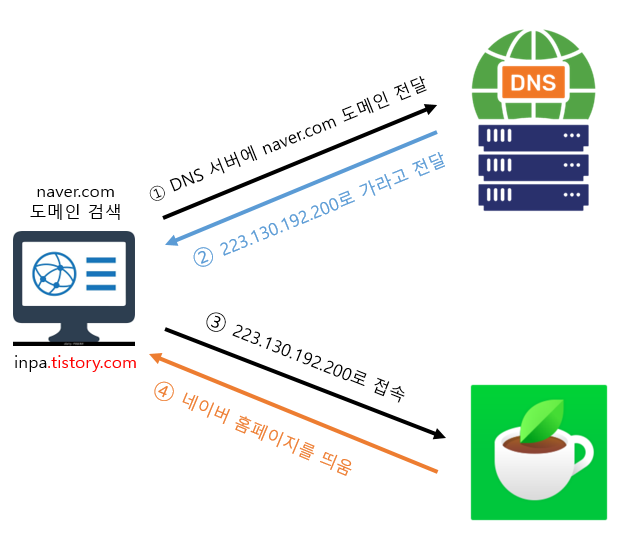 DNS
① DNS 서버에 naver.com 도메인 전달
② 223.130.192.200로 가라고 전달
naver.com
도메인 검색
inpa.tistory.com
③ 223.130.192.200로 접속
④ 네이버 홈페이지를 띄움